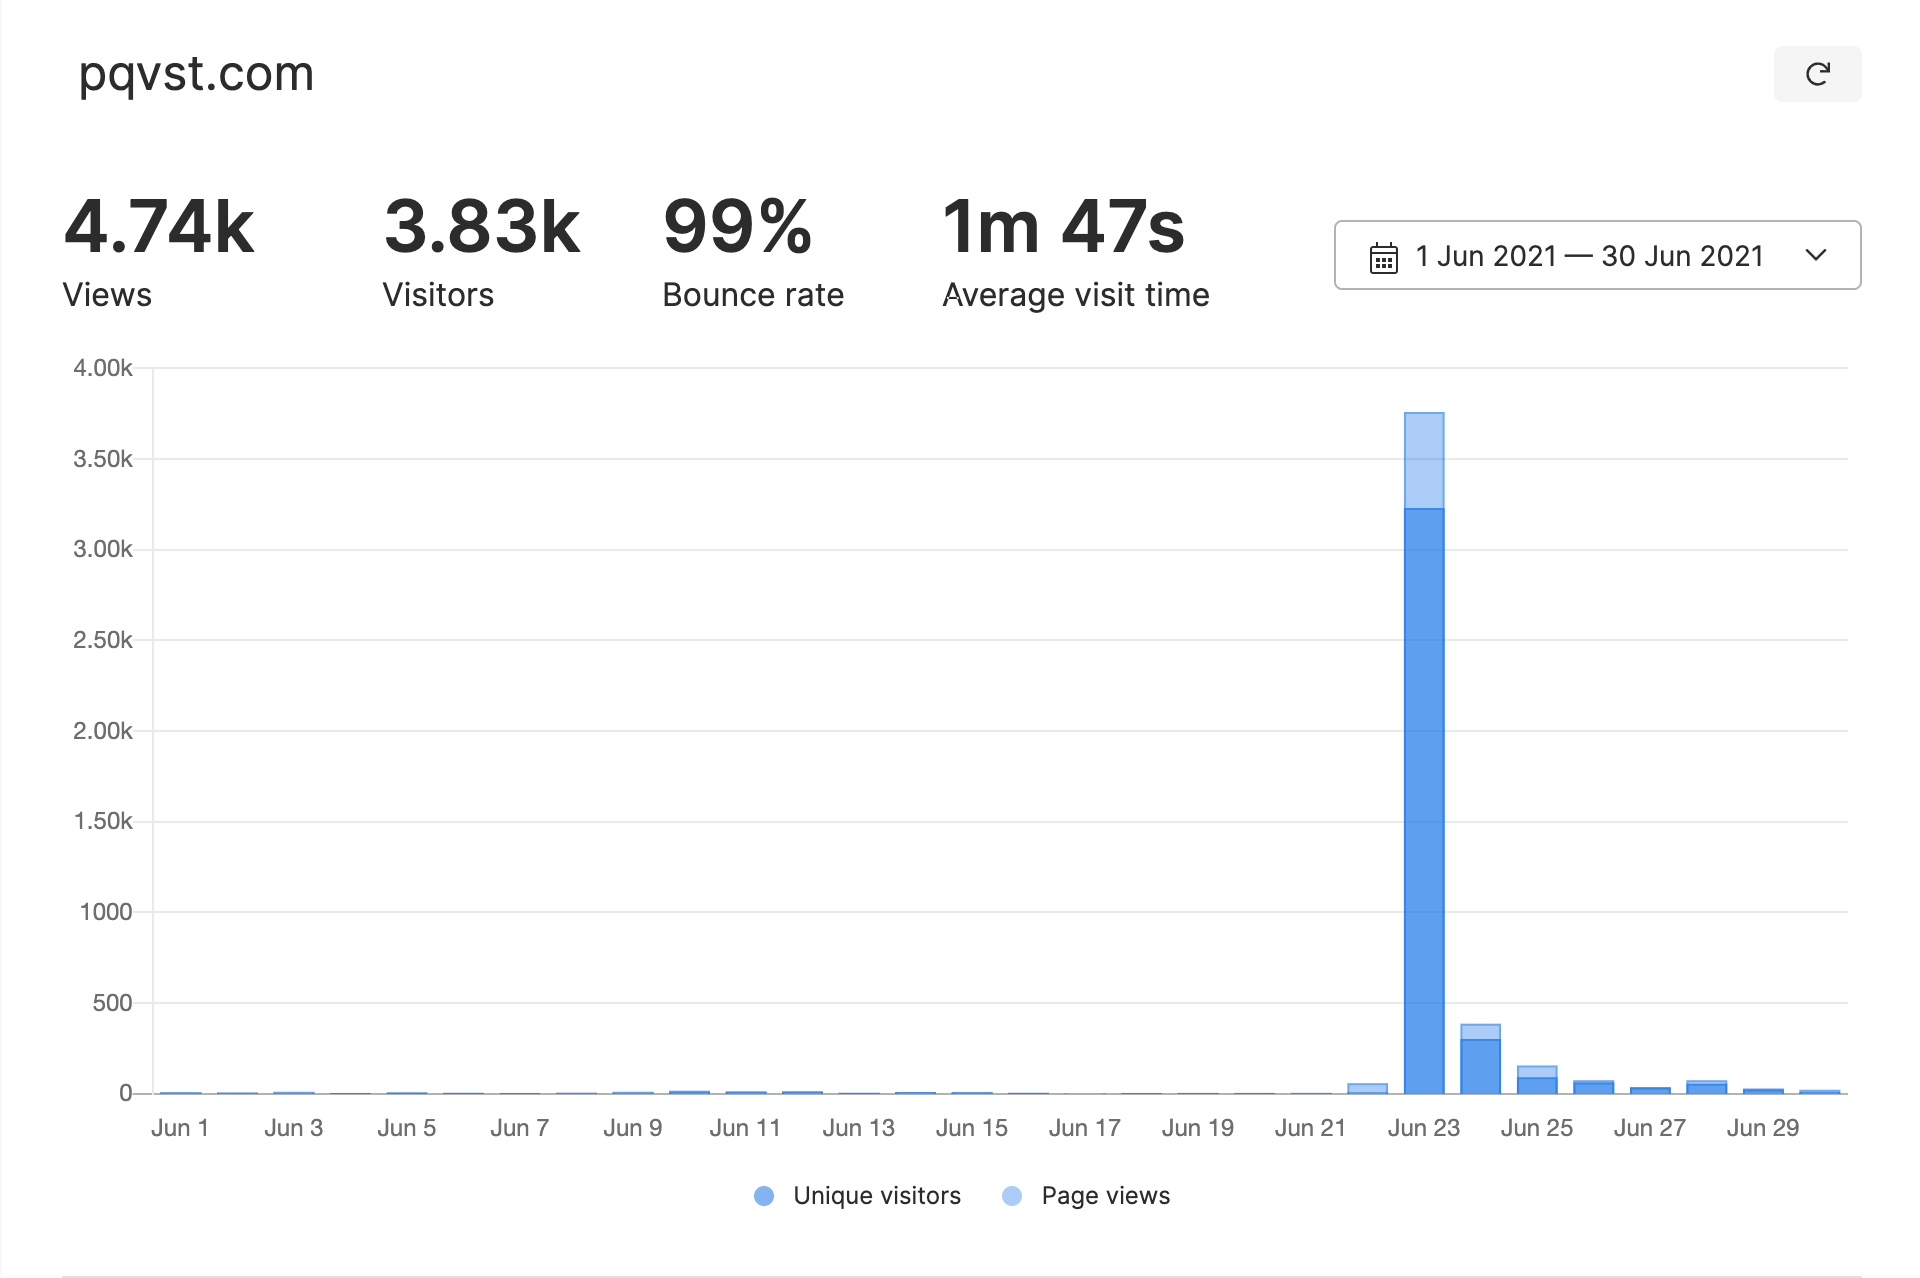 pqvst.com
4.74k 3.83k 99% 1m 47s
Views Visitors Bounce rate Average visit time
1 Jun 2021 — 30 Jun 2021
4.00k
3.50k
3.00k
2.50k
2.00k
1.50k
1000
500
0
Jun 1 Jun 3 Jun 5 Jun 7 Jun 9 Jun 11 Jun 13 Jun 15 Jun 17 Jun 19 Jun 21 Jun 23 Jun 25 Jun 27 Jun 29
Unique visitors Page views